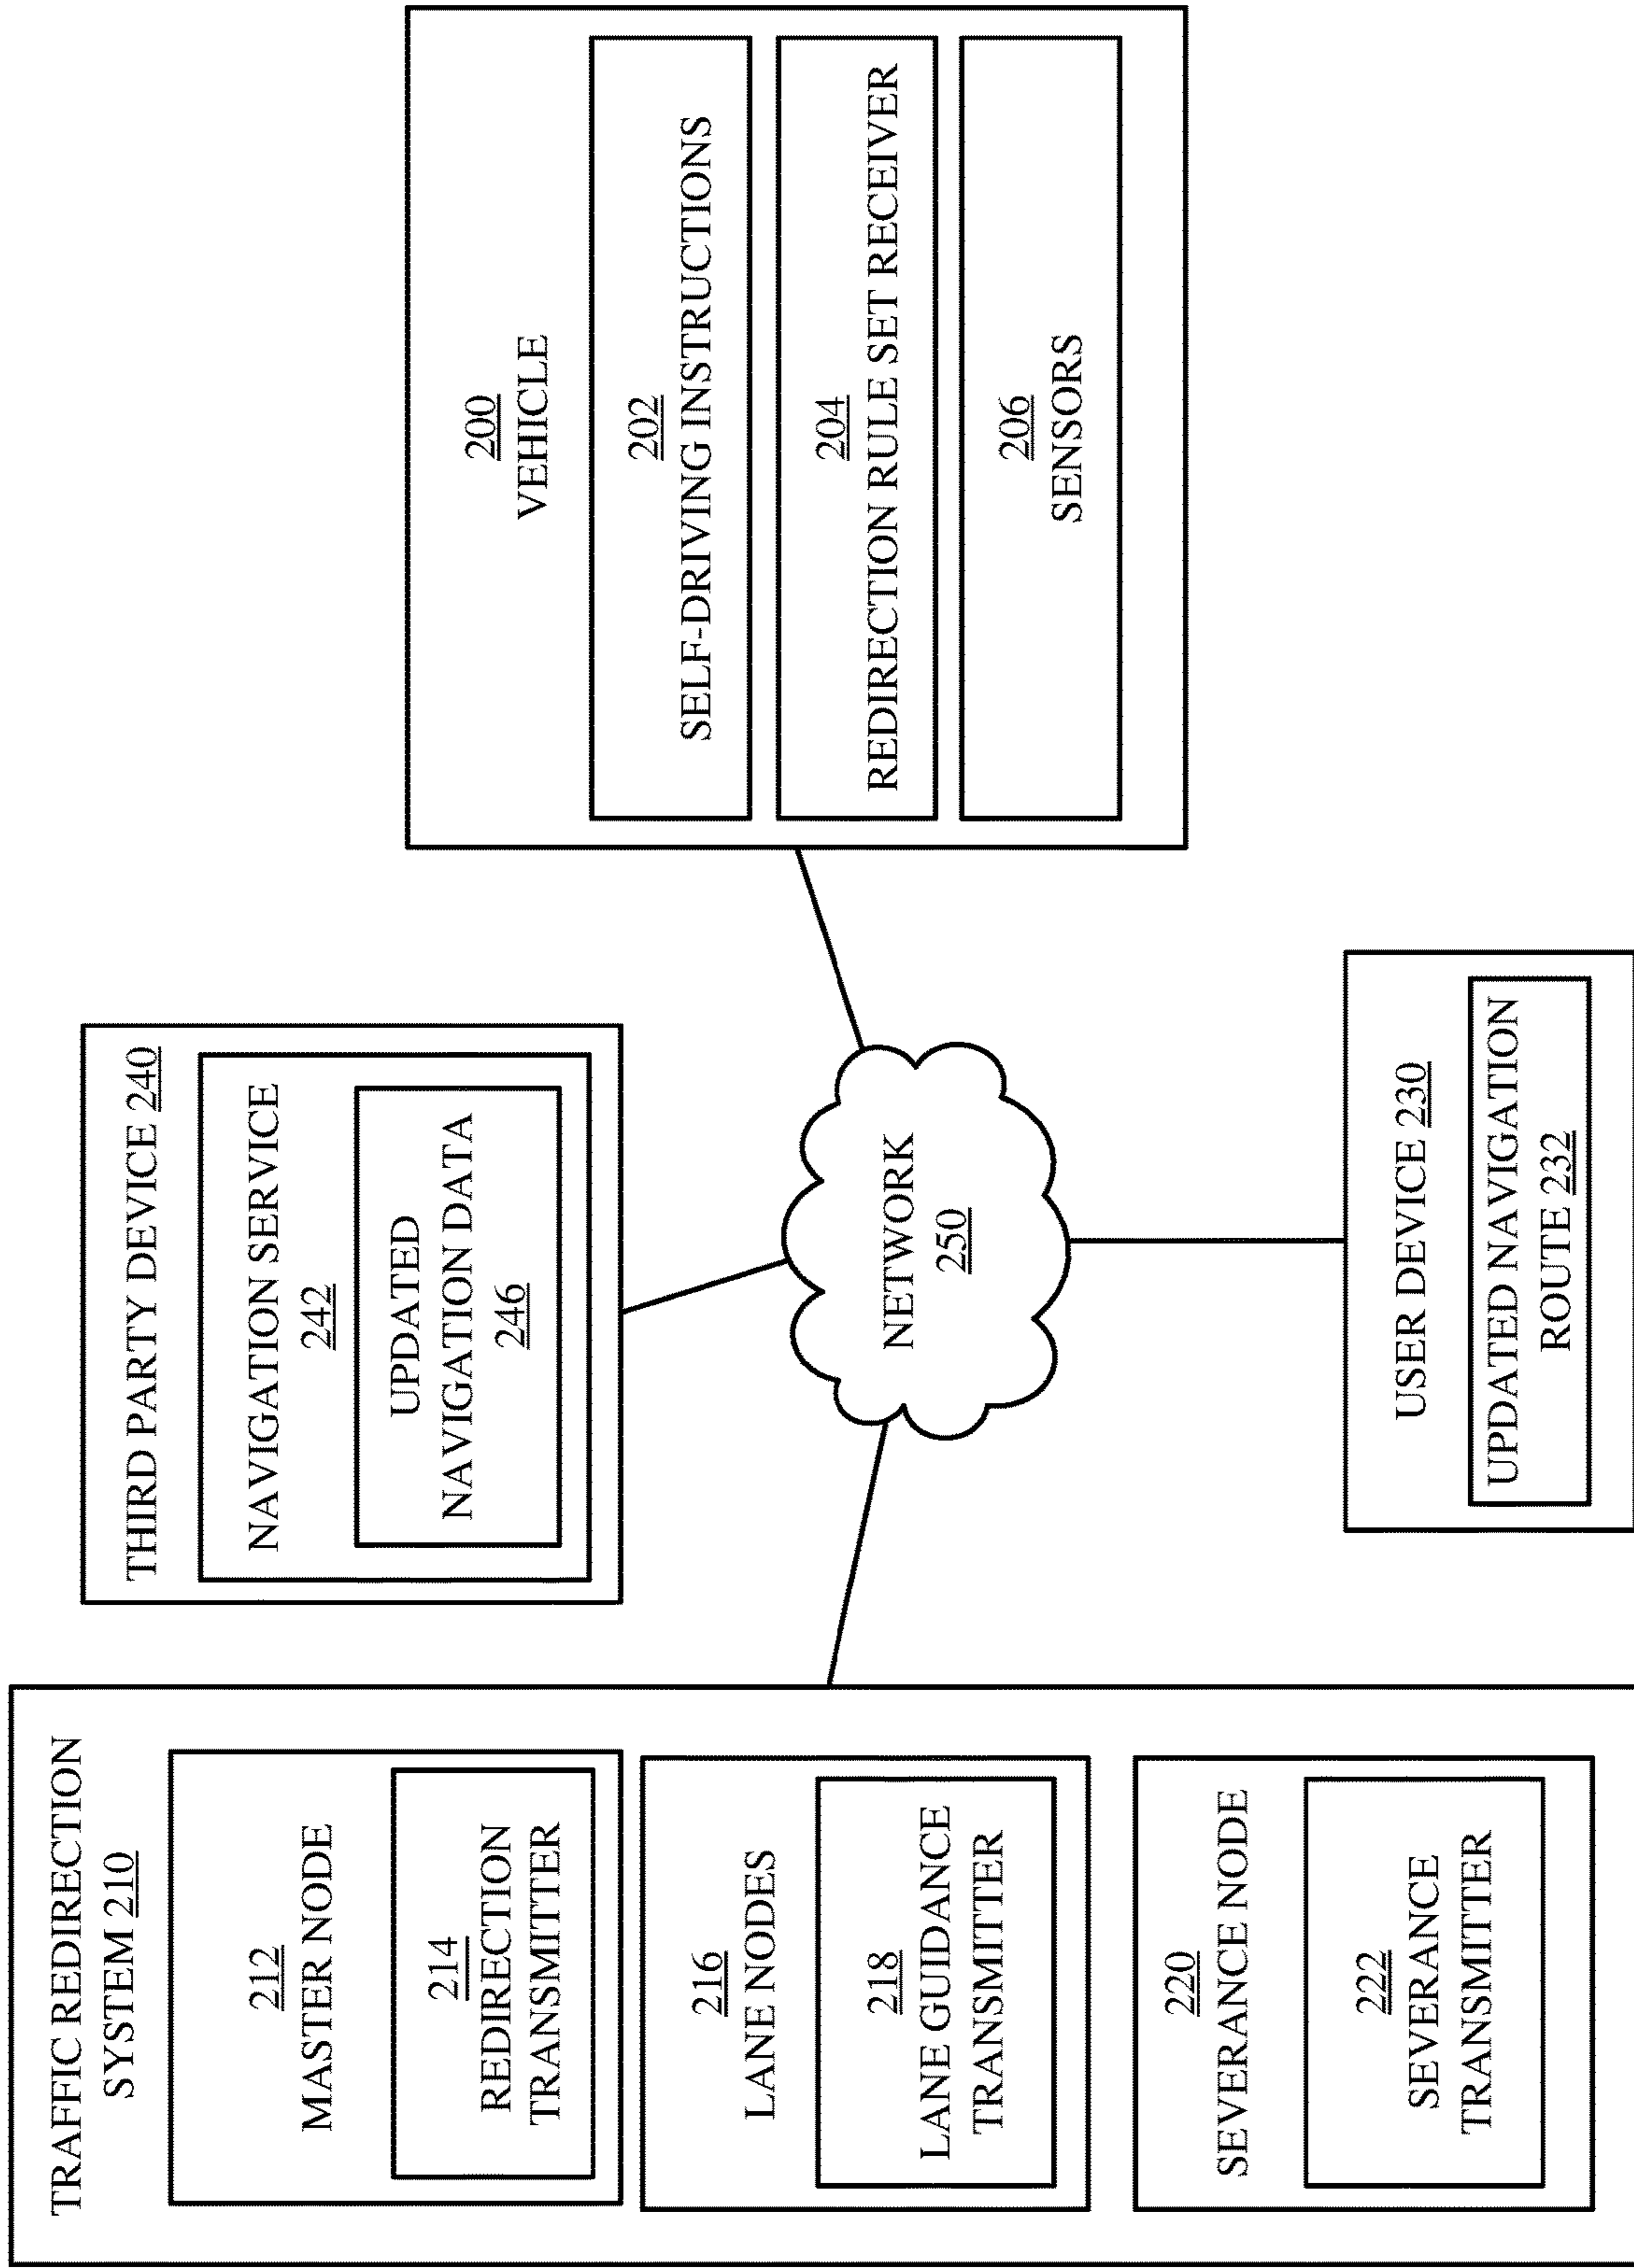 TRAFFIC REDIRECTION
SYSTEM 210
212
MASTER NODE
214
REDIRECTION
TRANSMITTER
216
LANE NODES
218
LANE GUIDANCE
TRANSMITTER
220
SEVERANCE NODE
222
SEVERANCE
TRANSMITTER
THIRD PARTY DEVICE 240
NAVIGATION SERVICE
242
UPDATED
NAVIGATION DATA
246
NETWORK
250
USER DEVICE 230
UPDATED NAVIGATION
ROUTE 232
200
VEHICLE
202
SELF-DRIVING INSTRUCTIONS
204
REDIRECTION RULE SET RECEIVER
206
SENSORS